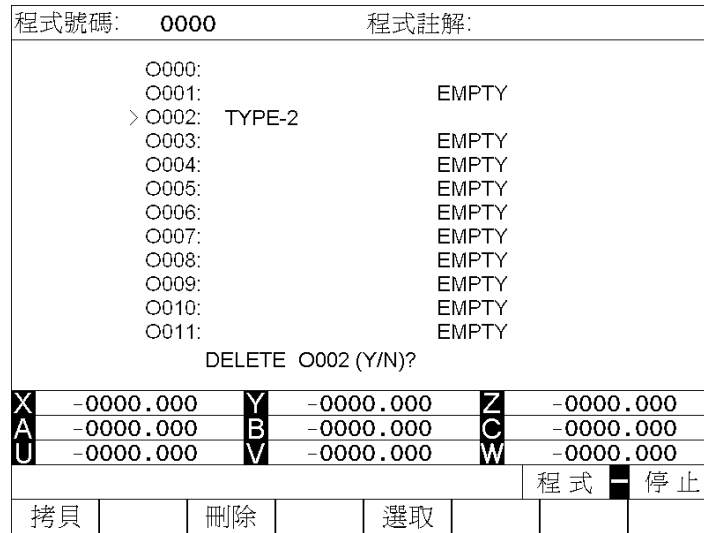 程式號碼: 0000 程式註解:
O000:
O001: EMPTY
> O002: TYPE-2
O003: EMPTY
O004: EMPTY
O005: EMPTY
O006: EMPTY
O007: EMPTY
O008: EMPTY
O009: EMPTY
O010: EMPTY
O011: EMPTY
DELETE O002 (Y/N)?
X -0000.000 Y -0000.000 Z -0000.000
A -0000.000 B -0000.000 C -0000.000
U -0000.000 V -0000.000 W -0000.000
程式 - 停止
拷貝 刪除 選取